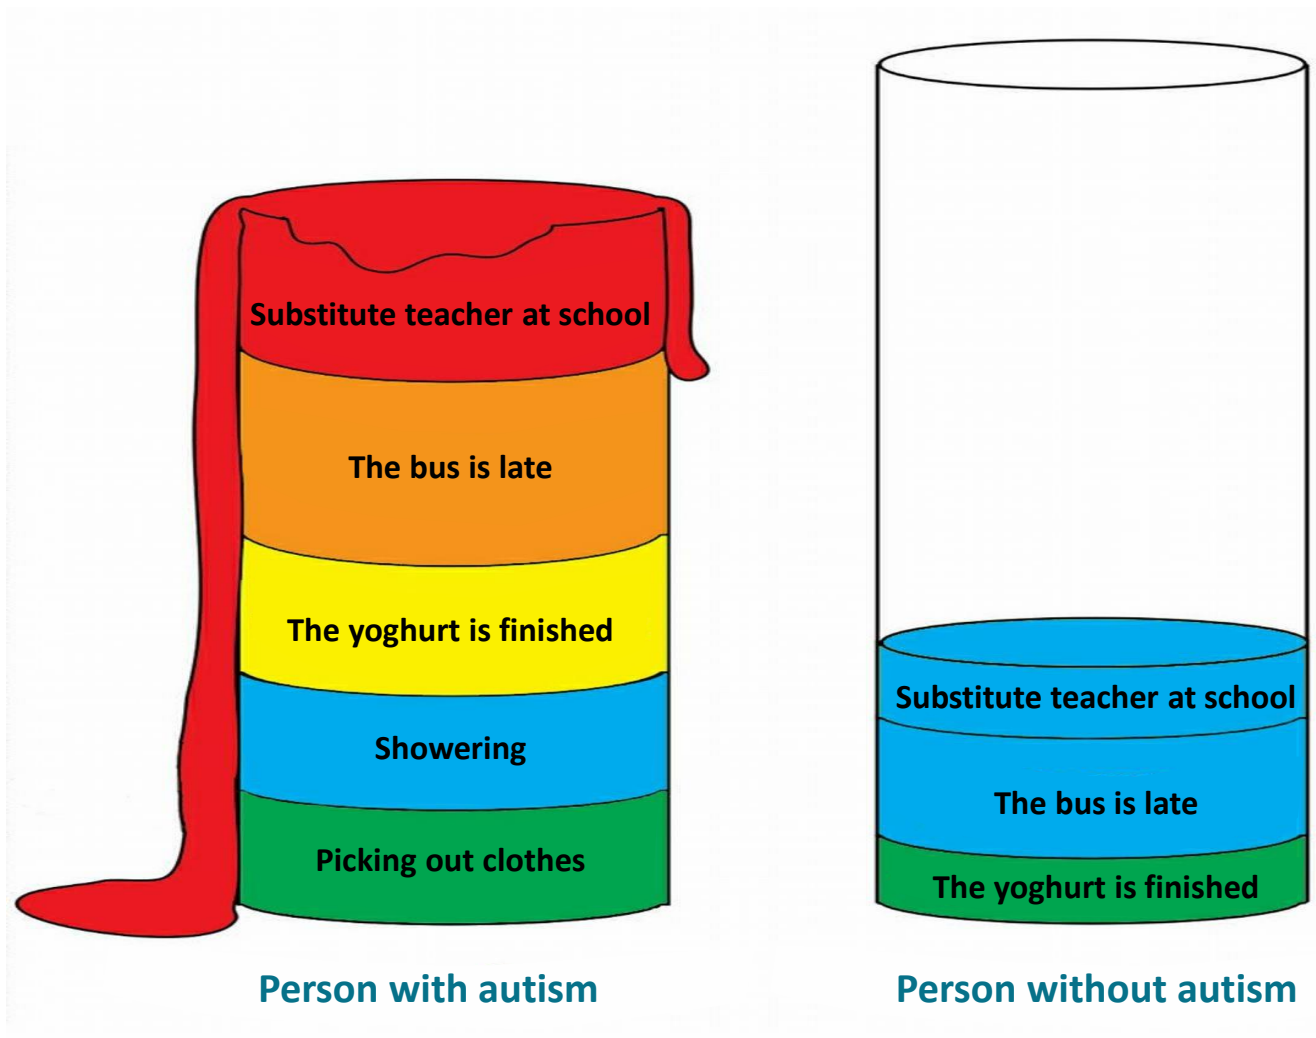 Substitute teacher at school
The bus is late
The yoghurt is finished
Showering
Picking out clothes
Person with autism
Substitute teacher at school
The bus is late
The yoghurt is finished
Person without autism